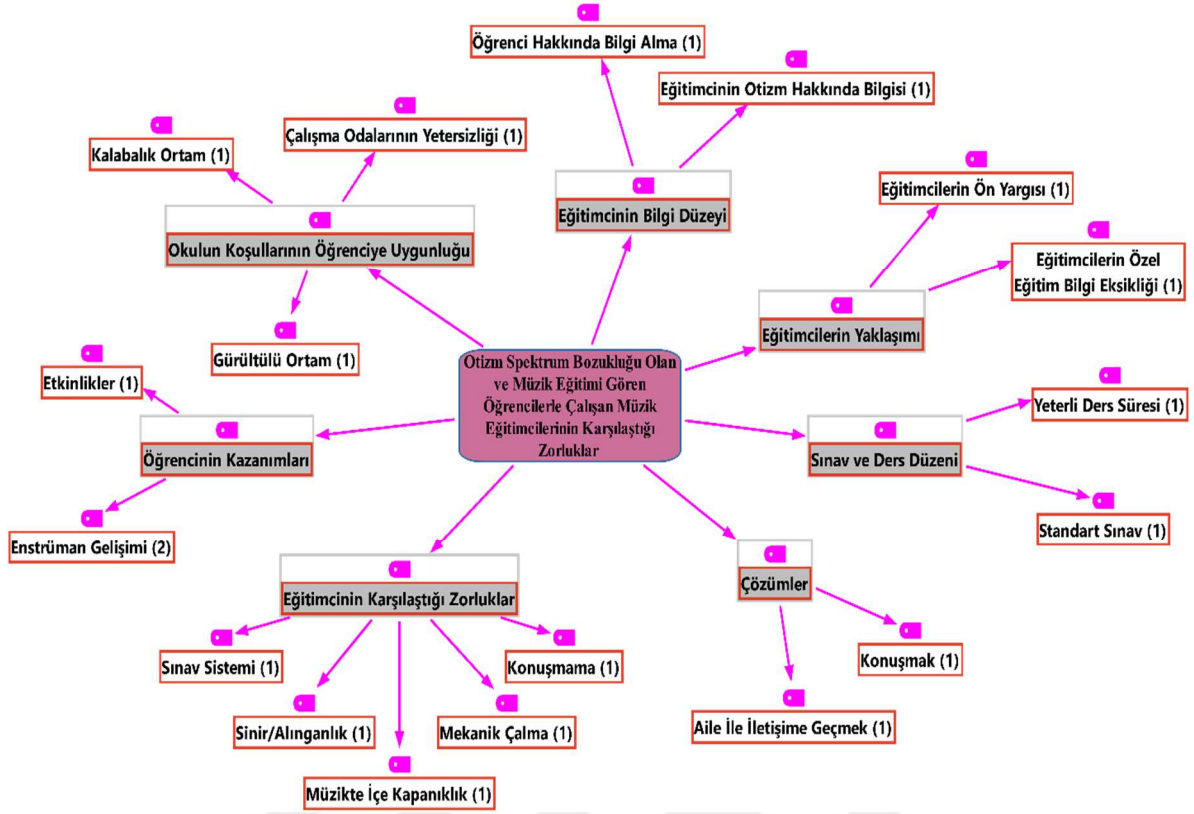 Öğrenci Hakkında Bilgi Alma (1)
Eğitimcinin Otizm Hakkında Bilgisi (1)
Kalabalık Ortam (1)
Çalışma Odalarının Yetersizliği (1)
Eğitimcinin Bilgi Düzeyi
Eğitimcilerin Ön Yargısı (1)
Okulun Koşullarının Öğrenciye Uygunluğu
Eğitimcilerin Özel
Eğitim Bilgi Eksikliği (1)
Eğitimcilerin Yaklaşımı
Gürültülü Ortam (1)
Otizm Spektrum Bozukluğu Olan
ve Müzik Eğitimi Gören
Öğrencilerle Çalışan Müzik
Eğitimcilerinin Karşılaştığı
Zorluklar
Etkinlikler (1)
Yeterli Ders Süresi (1)
Öğrencinin Kazanımları
Sınav ve Ders Düzeni
Enstrüman Gelişimi (2)
Standart Sınav (1)
Eğitimcinin Karşılaştığı Zorluklar
Çözümler
Sınav Sistemi (1)
Konuşmama (1)
Konuşmak (1)
Sinir/Alınganlık (1)
Mekanik Çalma (1)
Aile İle İletişime Geçmek (1)
Müzikte İçe Kapanıklık (1)